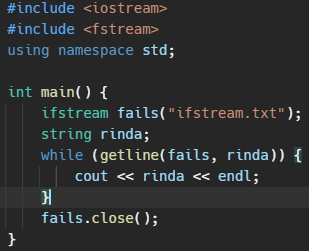 #include <iostream>
#include <fstream>
using namespace std;

int main() {
    ifstream fails("ifstream.txt");
    string rinda;
    while (getline(fails, rinda)) {
        cout << rinda << endl;
    }
    fails.close();
}